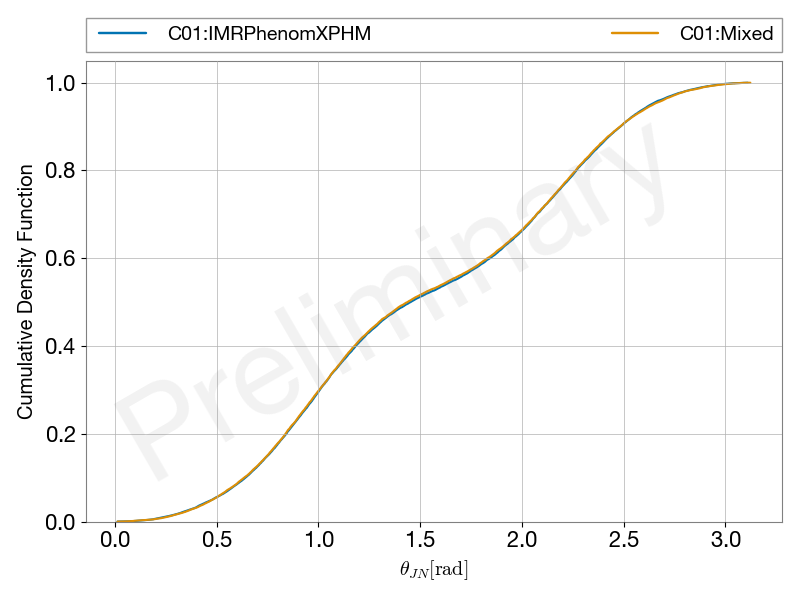 C01:IMRPhenomXPHM C01:Mixed
Cumulative Density Function
1.0
0.8
0.6
0.4
0.2
0.0
Preliminary
0.0 0.5 1.0 1.5 2.0 2.5 3.0
θ_JN[rad]